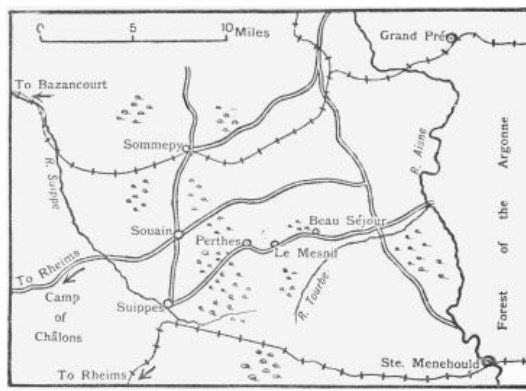 0 5 10 Miles
Grand Pré
To Bazancourt
Sommepy
R. Suippe
R. Aisne
Forest of the Argonne
Souain
Perthes
Beau Séjour
Le Mesnil
To Rheims
Camp
of
Châlons
Suippes
R. Tourbe
To Rheims
Ste. Menehould